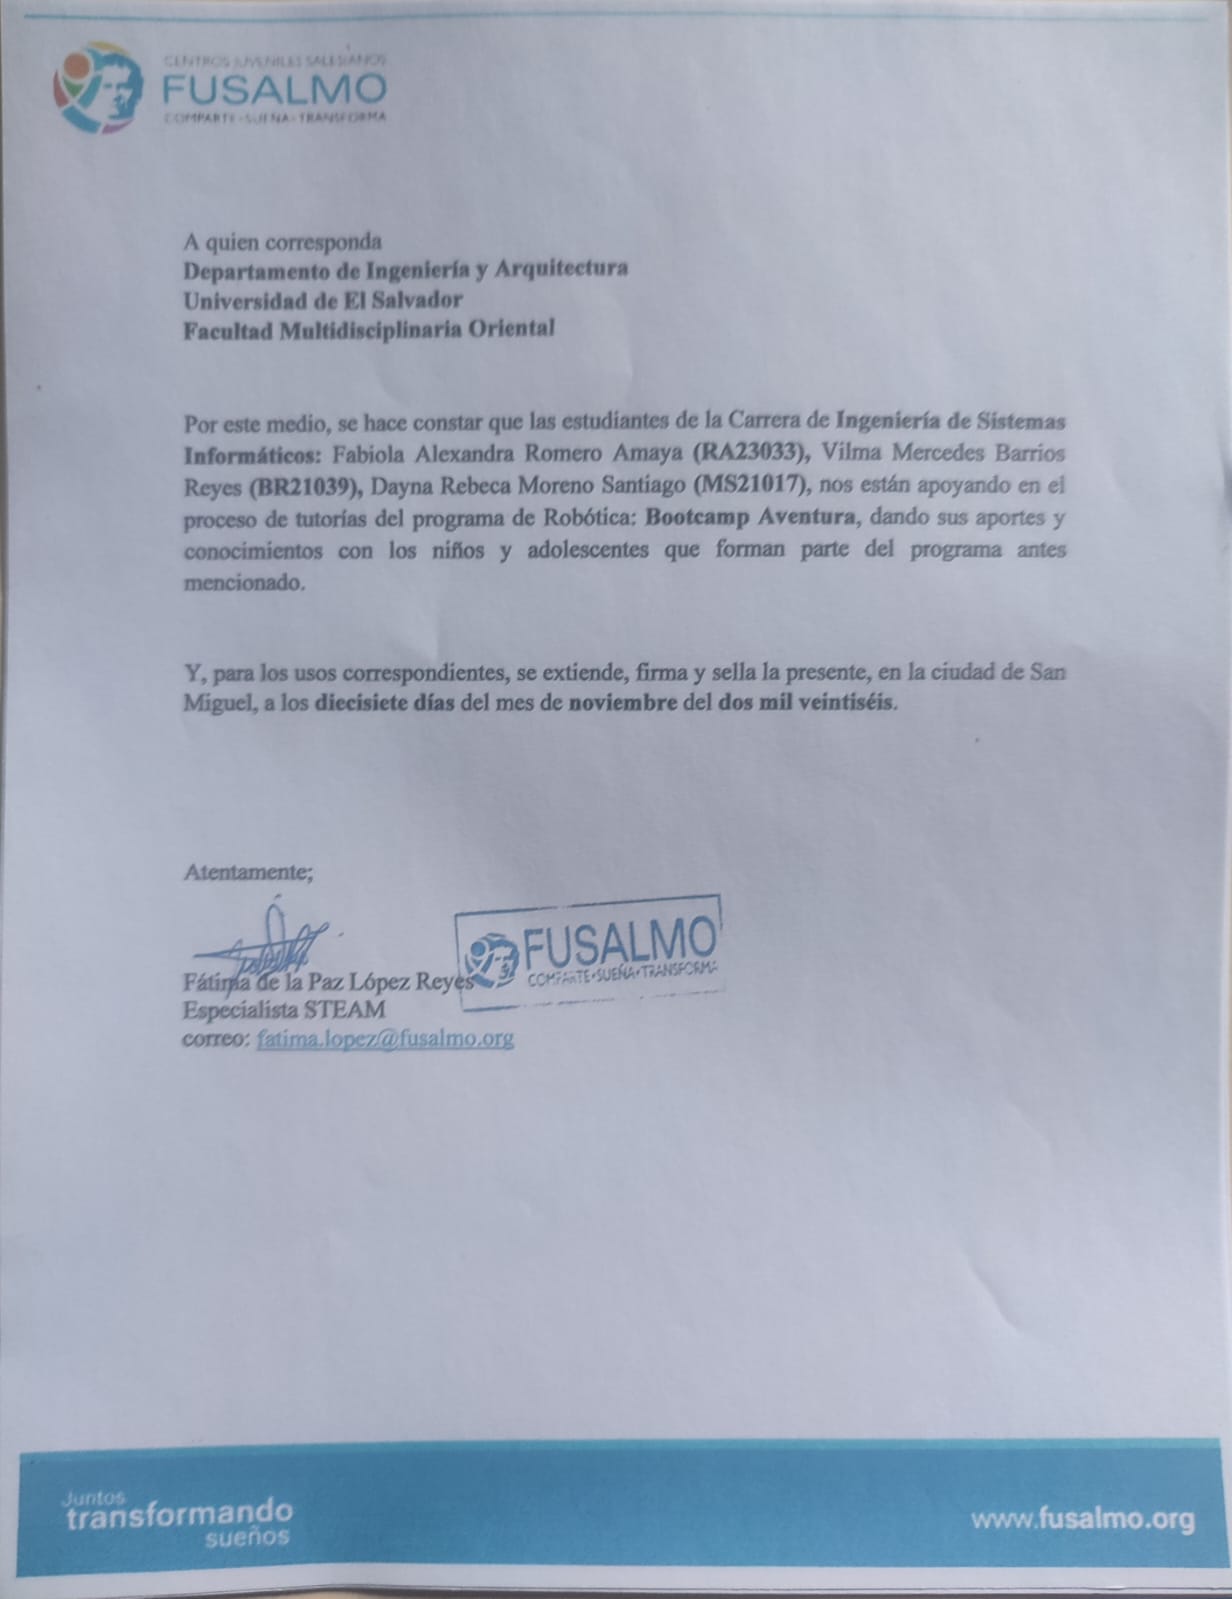 CENTROS JUVENILES SALESIANOS
FUSALMO
COMPARTE • SUEÑA • TRANSFORMA
A quien corresponda
Departamento de Ingeniería y Arquitectura
Universidad de El Salvador
Facultad Multidisciplinaria Oriental
Por este medio, se hace constar que las estudiantes de la Carrera de Ingeniería de Sistemas
Informáticos: Fabiola Alexandra Romero Amaya (RA23033), Vilma Mercedes Barrios
Reyes (BR21039), Dayna Rebeca Moreno Santiago (MS21017), nos están apoyando en el
proceso de tutorías del programa de Robótica: Bootcamp Aventura, dando sus aportes y
conocimientos con los niños y adolescentes que forman parte del programa antes
mencionado.
Y, para los usos correspondientes, se extiende, firma y sella la presente, en la ciudad de San
Miguel, a los diecisiete días del mes de noviembre del dos mil veintiséis.
Atentamente;
FUSALMO
COMPARTE•SUEÑA•TRANSFORMA
Fátima de la Paz López Reyes
Especialista STEAM
correo: fatima.lopez@fusalmo.org
Juntos
transformando
sueños
www.fusalmo.org